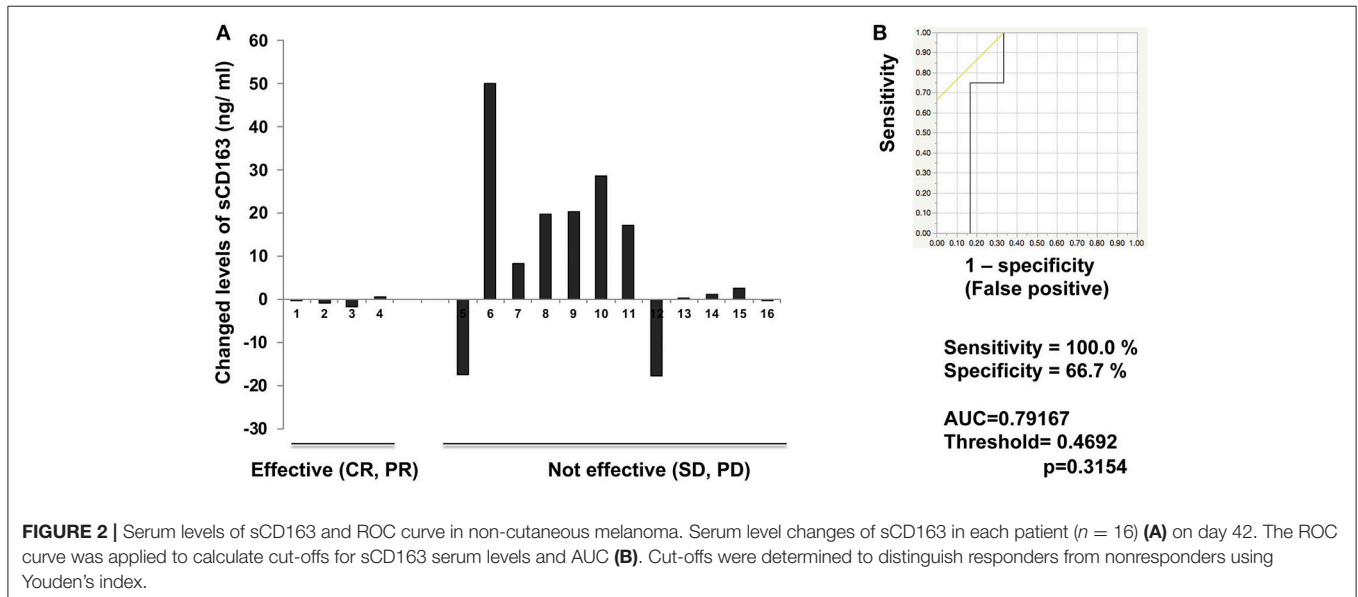 A
60
50
40
30
20
10
0
-10
-20
-30
Changed levels of sCD163 (ng/ ml)
1 2 3 4 5 6 7 8 9 10 11 12 13 14 15 16
Effective (CR, PR)
Not effective (SD, PD)
B
Sensitivity
1.00
0.90
0.80
0.70
0.60
0.50
0.40
0.30
0.20
0.10
0.00
0.00 0.10 0.20 0.30 0.40 0.50 0.60 0.70 0.80 0.90 1.00
1 – specificity
(False positive)
Sensitivity = 100.0 %
Specificity = 66.7 %
AUC=0.79167
Threshold= 0.4692
p=0.3154
FIGURE 2 | Serum levels of sCD163 and ROC curve in non-cutaneous melanoma. Serum level changes of sCD163 in each patient (n = 16) (A) on day 42. The ROC
curve was applied to calculate cut-offs for sCD163 serum levels and AUC (B). Cut-offs were determined to distinguish responders from nonresponders using
Youden's index.